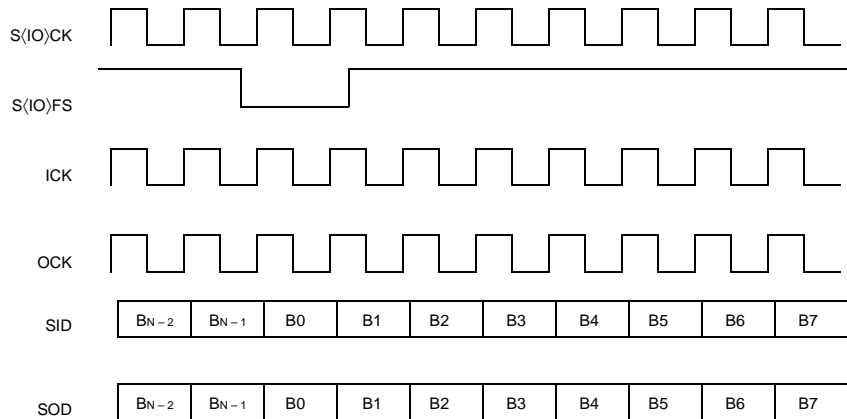 S⟨IO⟩CK
S⟨IO⟩FS
ICK
OCK
SID BN – 2 BN – 1 B0 B1 B2 B3 B4 B5 B6 B7
SOD BN – 2 BN – 1 B0 B1 B2 B3 B4 B5 B6 B7